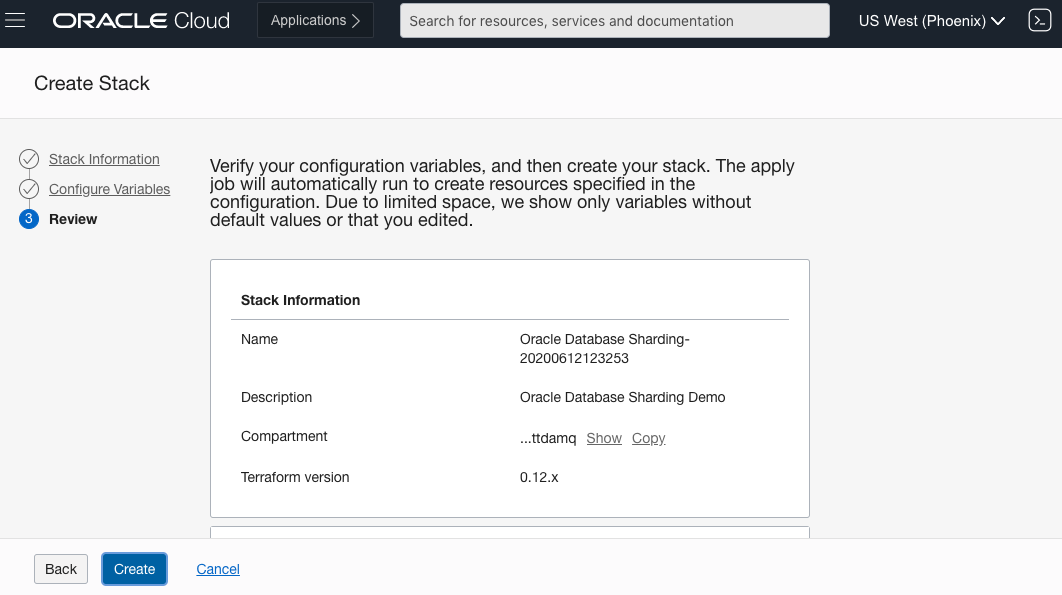 ORACLE Cloud
Applications
Search for resources, services and documentation
US West (Phoenix)
Create Stack
Stack Information
Configure Variables
3 Review
Verify your configuration variables, and then create your stack. The apply
job will automatically run to create resources specified in the
configuration. Due to limited space, we show only variables without
default values or that you edited.
Stack Information
Name
Oracle Database Sharding-
20200612123253
Description
Oracle Database Sharding Demo
Compartment
...ttdamq Show Copy
Terraform version
0.12.x
Back
Create
Cancel